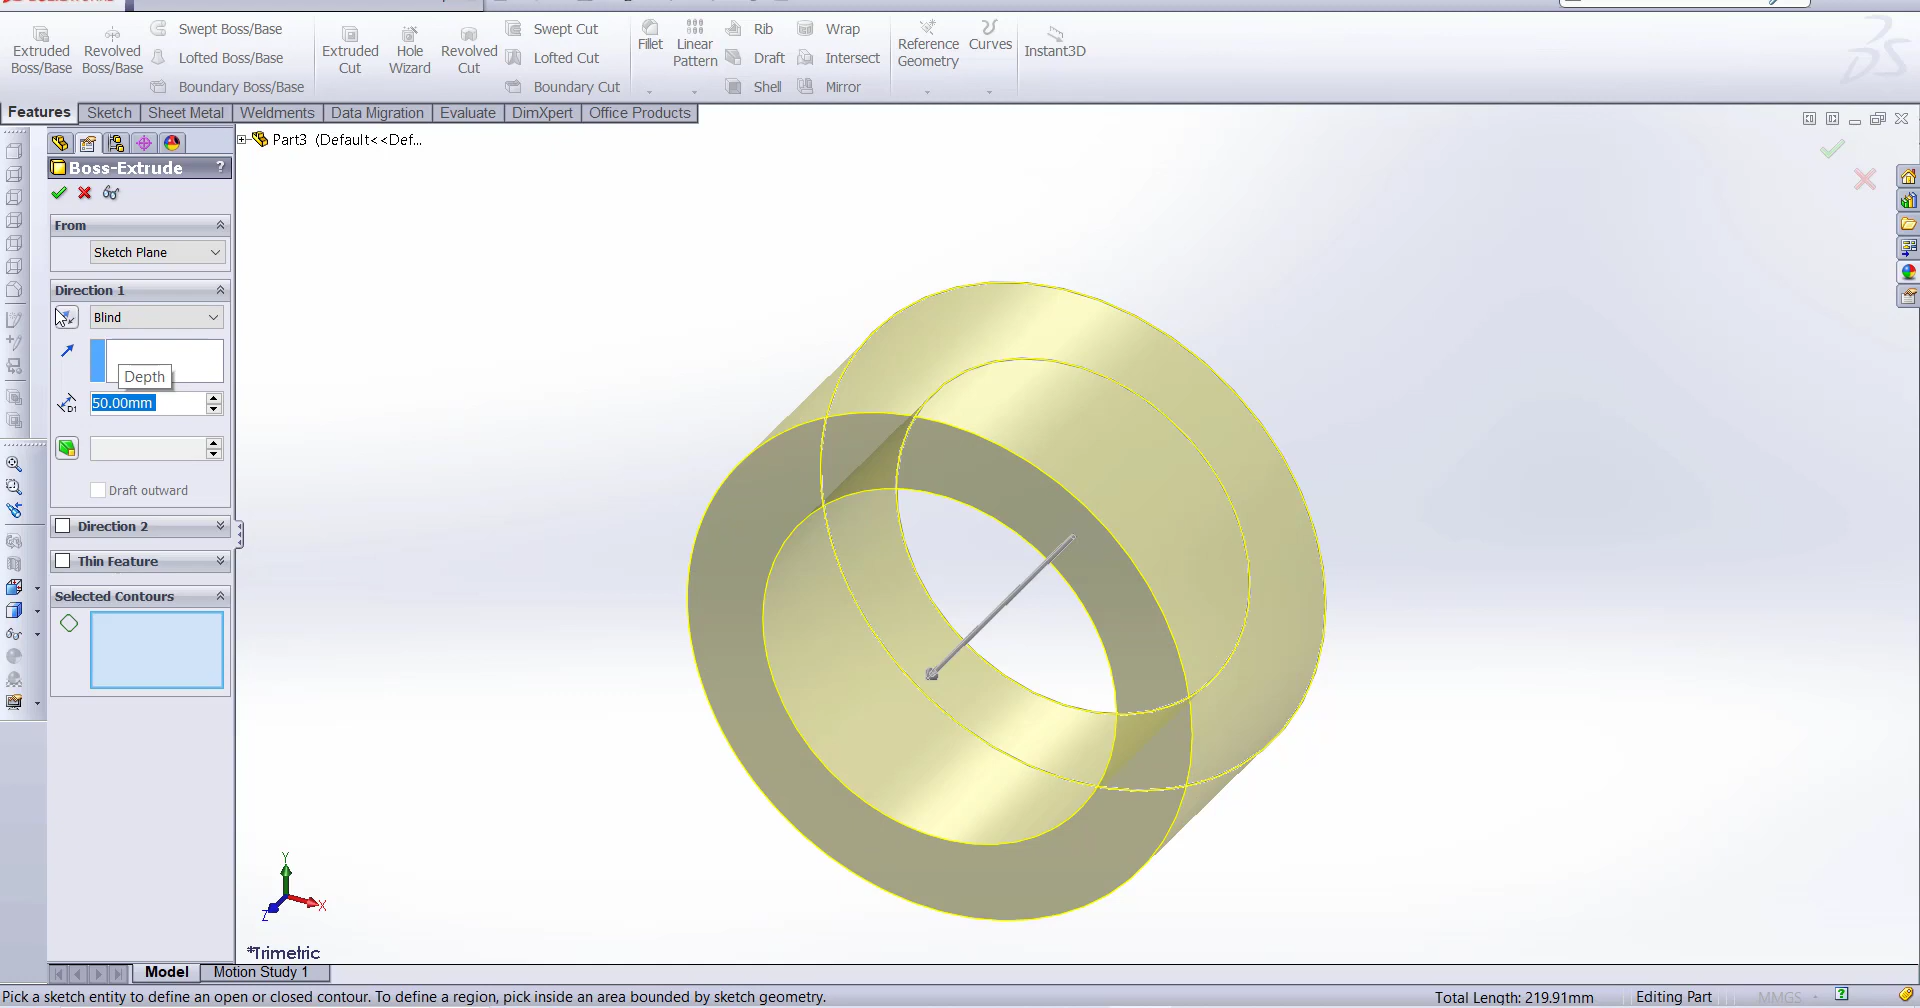 Extruded Boss/Base
Revolved Boss/Base
Swept Boss/Base
Lofted Boss/Base
Boundary Boss/Base
Extruded Cut
Hole Wizard
Revolved Cut
Swept Cut
Lofted Cut
Boundary Cut
Fillet
Linear Pattern
Rib
Draft
Shell
Wrap
Intersect
Mirror
Reference Geometry
Curves
Instant3D
Features Sketch Sheet Metal Weldments Data Migration Evaluate DimXpert Office Products
Part3 (Default<<Def...
Boss-Extrude ?
From
Sketch Plane
Direction 1
Blind
Depth
D1 50.00mm
Draft outward
Direction 2
Thin Feature
Selected Contours
Y
X
Z
*Trimetric
Model Motion Study 1
Pick a sketch entity to define an open or closed contour. To define a region, pick inside an area bounded by sketch geometry. Total Length: 219.91mm Editing Part MMGS ?